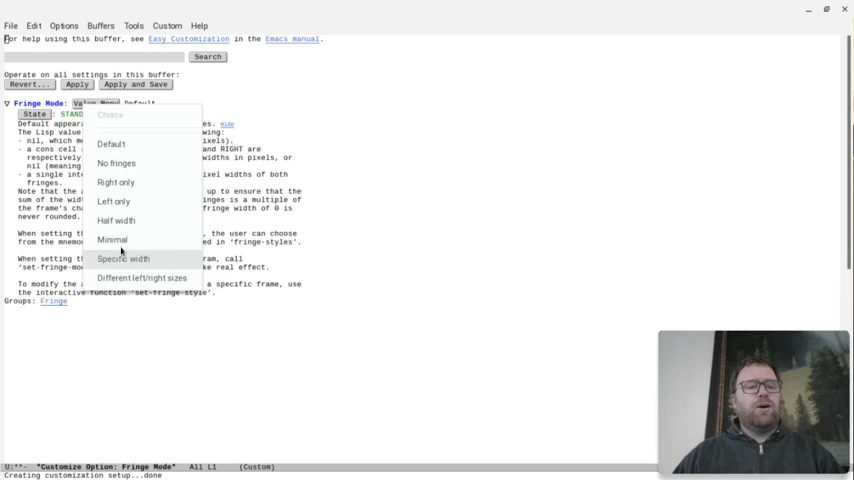 File Edit Options Buffers Tools Custom Help
For help using this buffer, see Easy Customization in the Emacs manual.
Search
Operate on all settings in this buffer:
Revert... Apply Apply and Save
▽ Fringe Mode: Value Menu Default
State : STAND
Default appear es. Hide
The Lisp value wing:
- nil, which m ixels).
- a cons cell and RIGHT are
respectively widths in pixels, or
nil (meaning
- a single int ixel widths of both
fringes.
Note that the a up to ensure that the
sum of the widt inges is a multiple of
the frame's cha fringe width of 0 is
never rounded.
When setting th , the user can choose
from the mnemon ed in 'fringe-styles'.
When setting th ram, call
'set-fringe-mo ke real effect.
To modify the a a specific frame, use
the interactive function 'set-fringe-style'.
Groups: Fringe
Choice
Default
No fringes
Right only
Left only
Half width
Minimal
Specific width
Different left/right sizes
U:**- *Customize Option: Fringe Mode* All L1 (Custom)
Creating customization setup...done